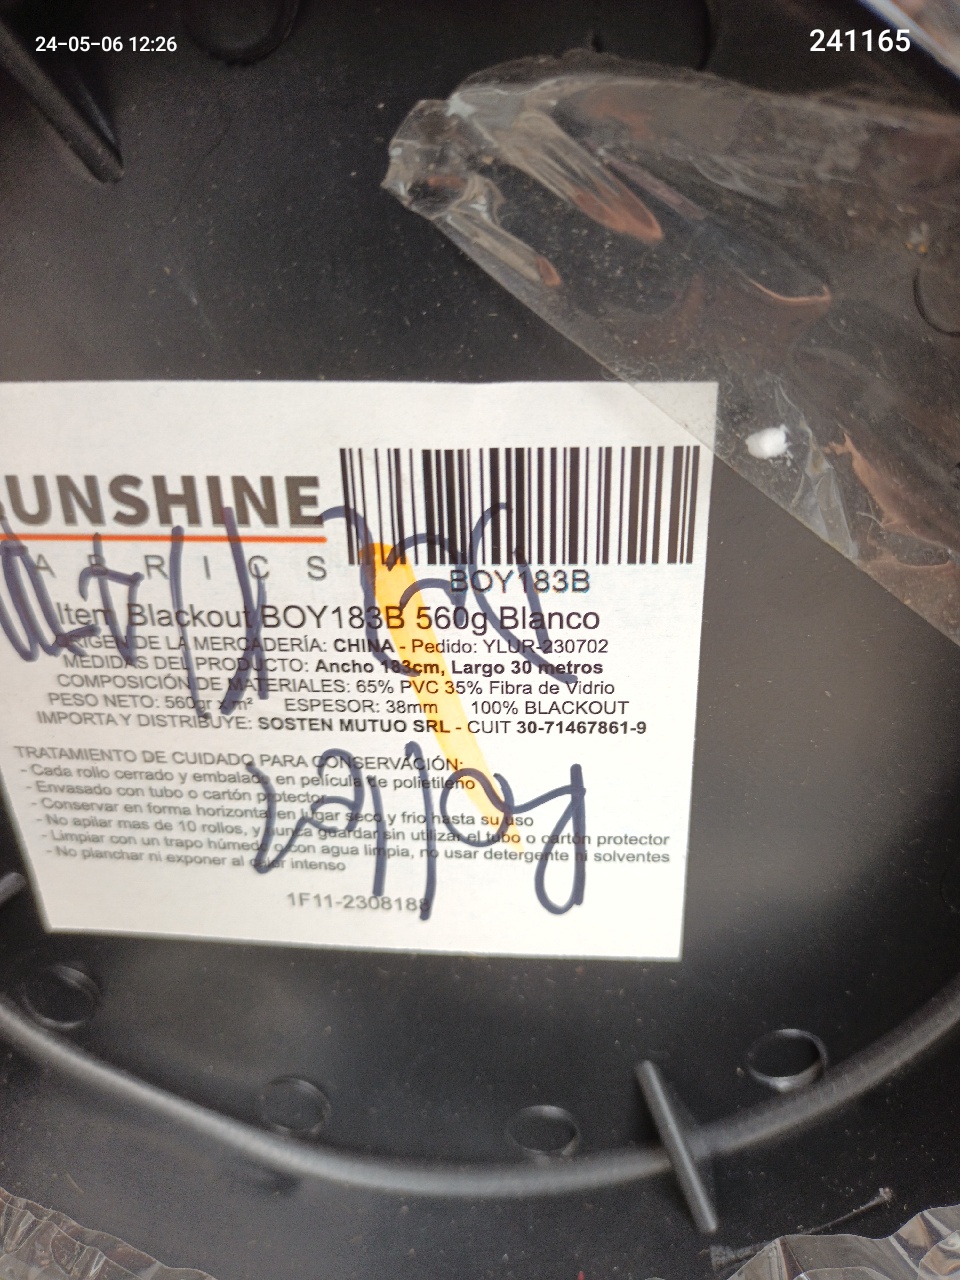 24-05-06 12:26
241165
SUNSHINE
FABRICS
BOY183B
Item Blackout BOY183B 560g Blanco
ORIGEN DE LA MERCADERÍA: CHINA - Pedido: YLUR-230702
MEDIDAS DEL PRODUCTO: Ancho 183cm, Largo 30 metros
COMPOSICIÓN DE MATERIALES: 65% PVC 35% Fibra de Vidrio
PESO NETO: 560gr x m² ESPESOR: 38mm 100% BLACKOUT
IMPORTA Y DISTRIBUYE: SOSTEN MUTUO SRL - CUIT 30-71467861-9
TRATAMIENTO DE CUIDADO PARA CONSERVACIÓN:
- Cada rollo cerrado y embalado en película de polietileno
- Envasado con tubo o cartón protector
- Conservar en forma horizontal en lugar seco y frio hasta su uso
- No apilar mas de 10 rollos, y nunca guardar sin utilizar el tubo o cartón protector
- Limpiar con un trapo húmedo o con agua limpia, no usar detergente ni solventes
- No planchar ni exponer al calor intenso
1F11-2308188